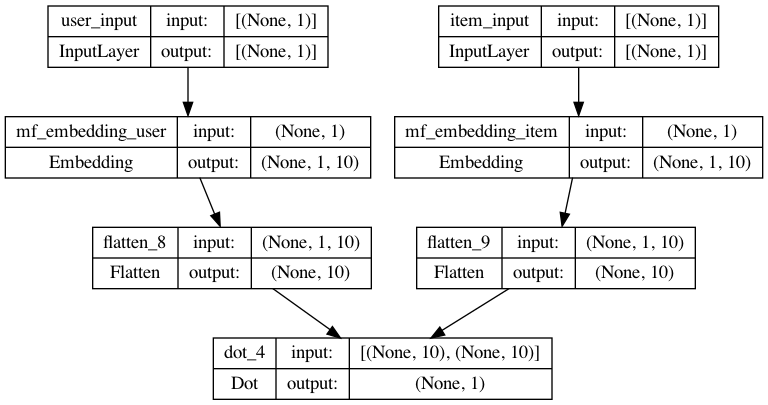 user_input input: [(None, 1)]
InputLayer output: [(None, 1)]
item_input input: [(None, 1)]
InputLayer output: [(None, 1)]
mf_embedding_user input: (None, 1)
Embedding output: (None, 1, 10)
mf_embedding_item input: (None, 1)
Embedding output: (None, 1, 10)
flatten_8 input: (None, 1, 10)
Flatten output: (None, 10)
flatten_9 input: (None, 1, 10)
Flatten output: (None, 10)
dot_4 input: [(None, 10), (None, 10)]
Dot output: (None, 1)